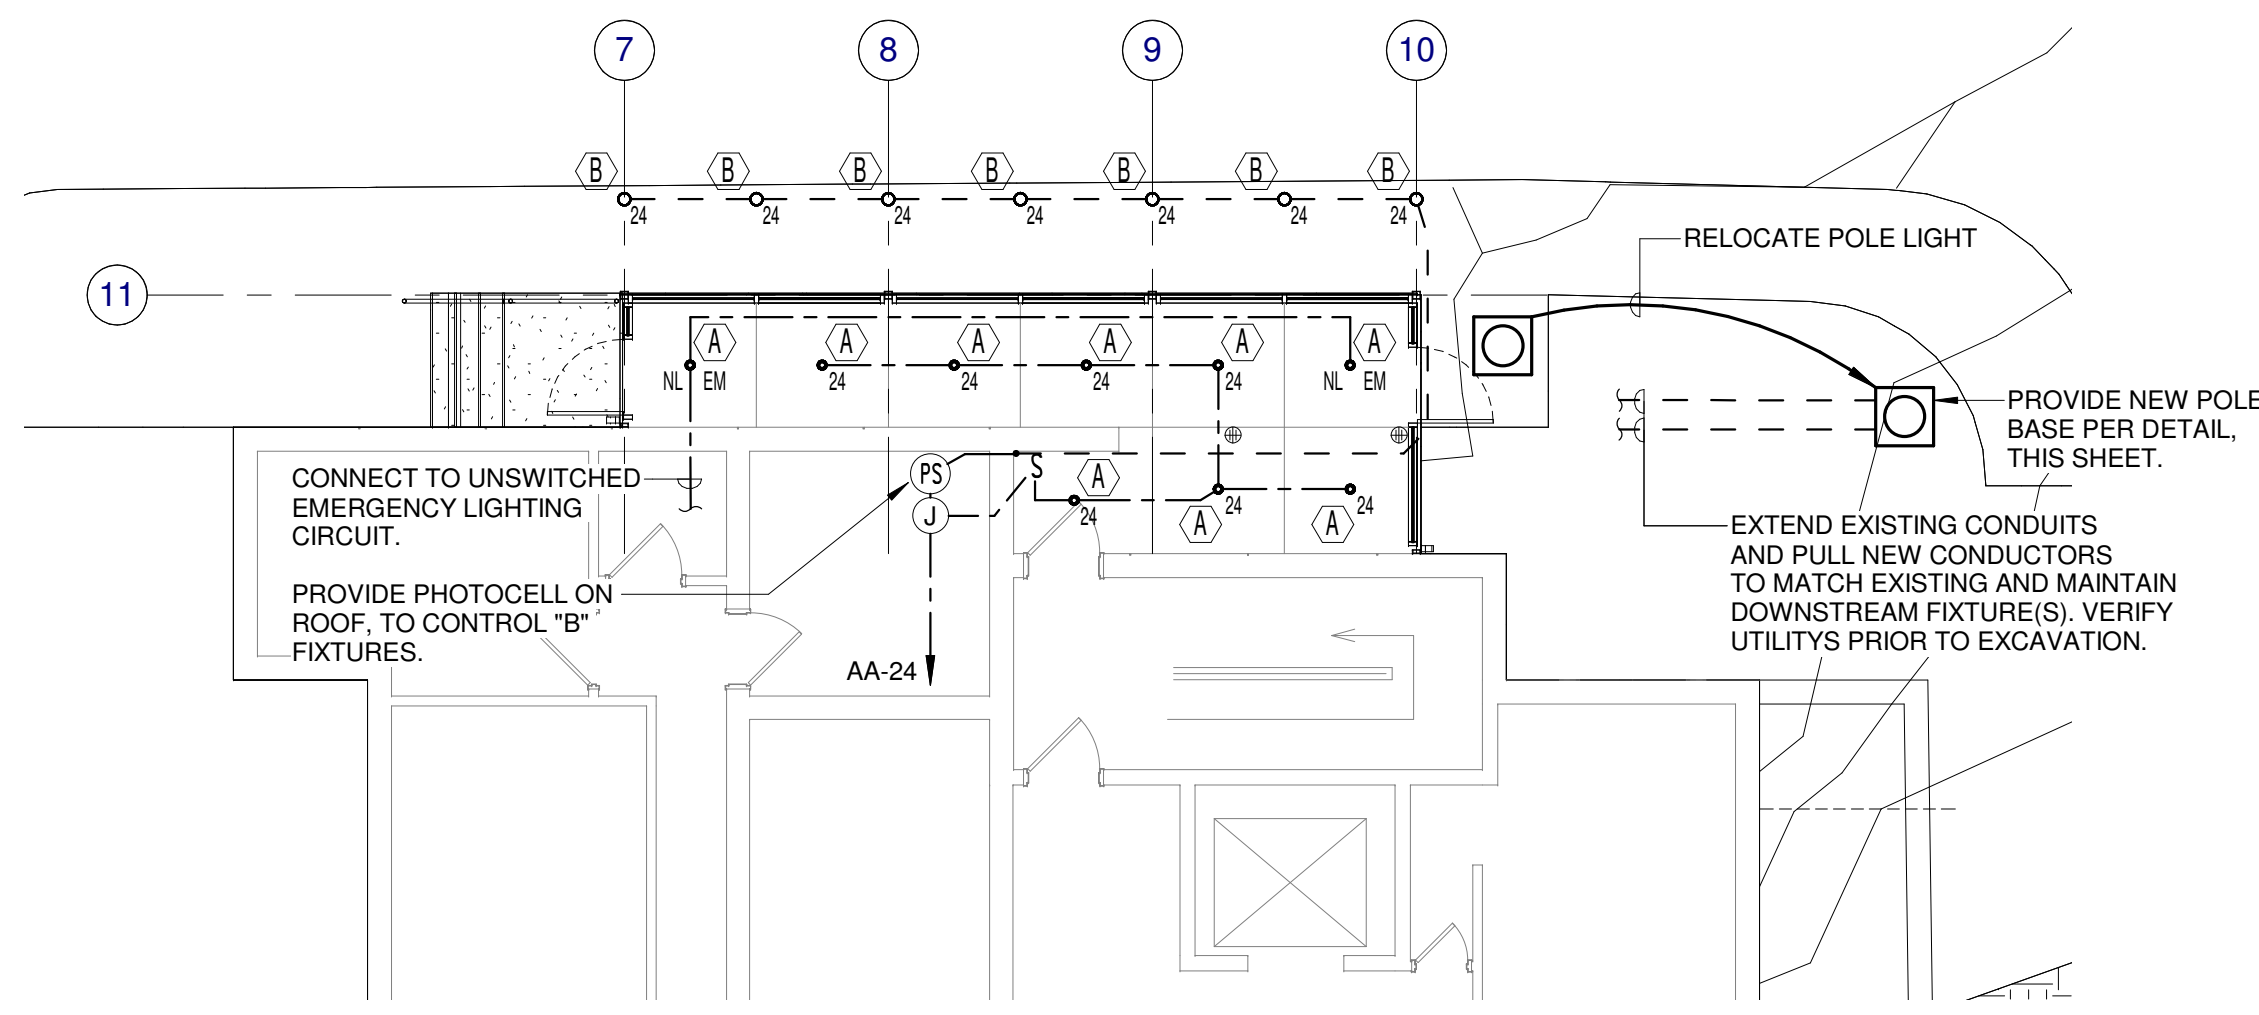 7 8 9 10
B B B B B B B
24 24 24 24 24 24 24
RELOCATE POLE LIGHT
11
A A A A A A
NL EM 24 24 24 24 NL EM
PROVIDE NEW POLE
BASE PER DETAIL,
THIS SHEET.
CONNECT TO UNSWITCHED
EMERGENCY LIGHTING
CIRCUIT.
PS S A
24 24 24
J A A
EXTEND EXISTING CONDUITS
AND PULL NEW CONDUCTORS
TO MATCH EXISTING AND MAINTAIN
DOWNSTREAM FIXTURE(S). VERIFY
UTILITYS PRIOR TO EXCAVATION.
PROVIDE PHOTOCELL ON
ROOF, TO CONTROL "B"
FIXTURES.
AA-24